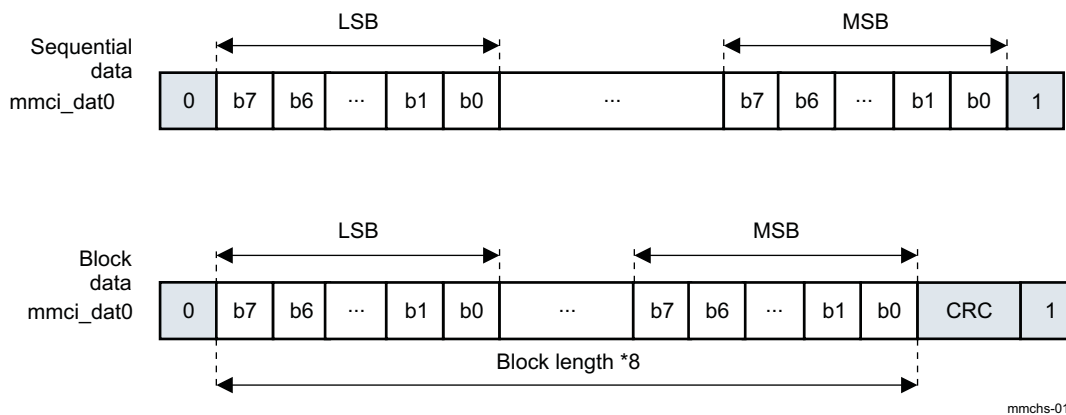 LSB MSB
Sequential
data
mmci_dat0 0 b7 b6 ... b1 b0 ... b7 b6 ... b1 b0 1
LSB MSB
Block
data
mmci_dat0 0 b7 b6 ... b1 b0 ... b7 b6 ... b1 b0 CRC 1
Block length *8
mmchs-01